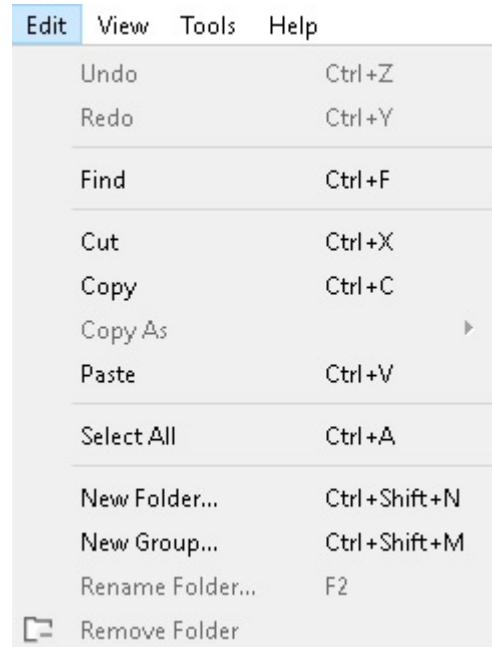 Edit View Tools Help
Undo Ctrl+Z
Redo Ctrl+Y
Find Ctrl+F
Cut Ctrl+X
Copy Ctrl+C
Copy As
Paste Ctrl+V
Select All Ctrl+A
New Folder... Ctrl+Shift+N
New Group... Ctrl+Shift+M
Rename Folder... F2
Remove Folder